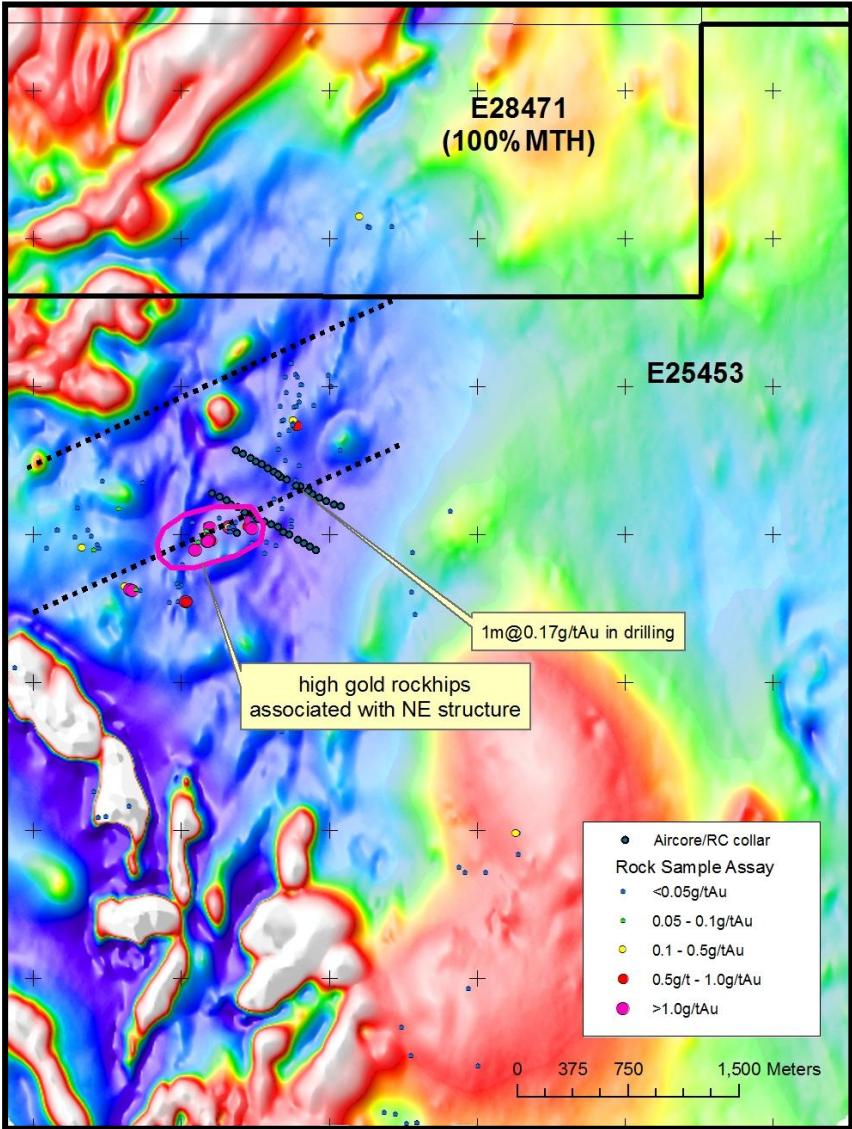 E28471
(100% MTH)
E25453
1m@0.17g/tAu in drilling
high gold rockhips
associated with NE structure
Aircore/RC collar
Rock Sample Assay
<0.05g/tAu
0.05 - 0.1g/tAu
0.1 - 0.5g/tAu
0.5g/t - 1.0g/tAu
>1.0g/tAu
0 375 750 1,500 Meters